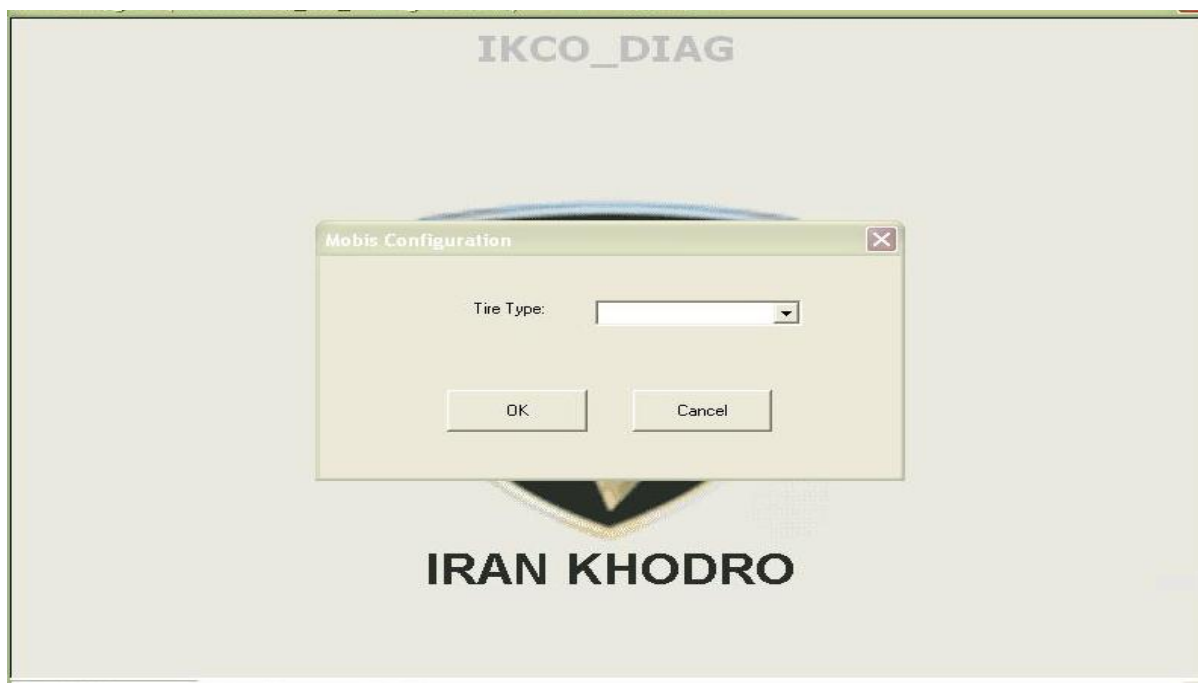 IKCO_DIAG
Mobis Configuration
Tire Type:
OK
Cancel
IRAN KHODRO